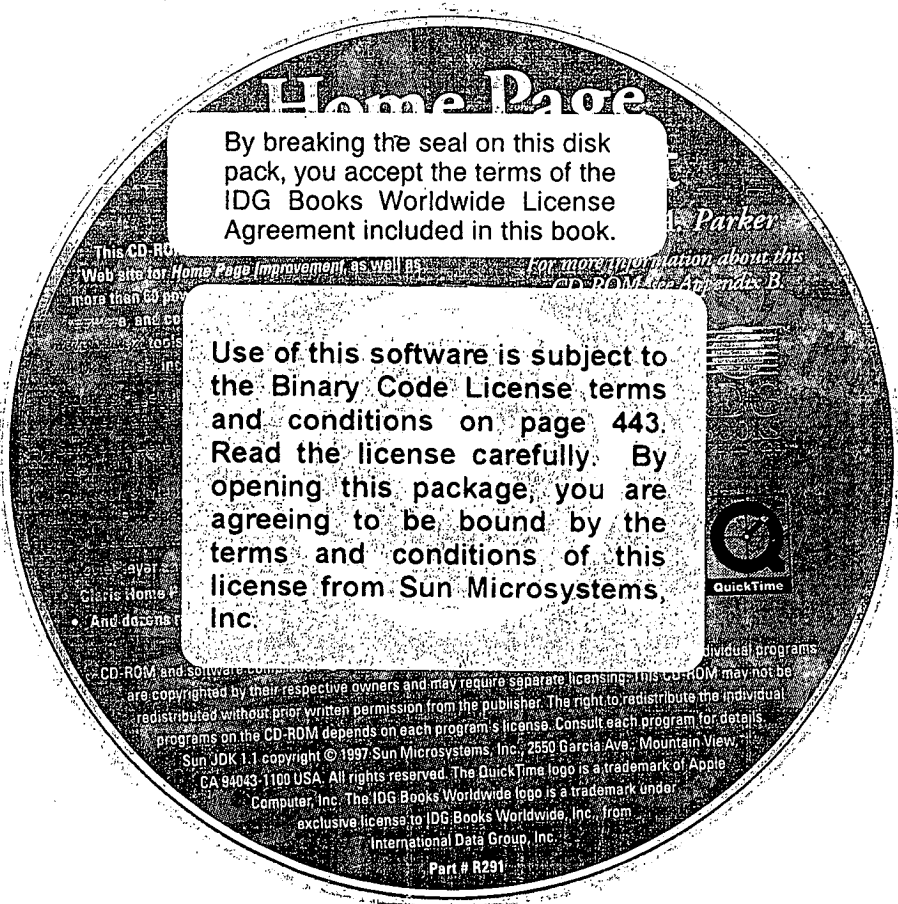 Home Page
By breaking the seal on this disk
pack, you accept the terms of the
IDG Books Worldwide License
Agreement included in this book.
Parker
This CD-RO
For more information about this
Web site for Home Page Improvement, as well as
CD-ROM see Appendix B.
more than 60 pow
and co
tools
ins
Use of this software is subject to
the Binary Code License terms
and conditions on page 443.
Read the license carefully. By
opening this package, you are
agreeing to be bound by the
terms and conditions of this
license from Sun Microsystems,
Inc.
QuickTime
Claris Home P
• And dozens
dividual programs
CD-ROM and software
licensing. This CD-ROM may not be
are copyrighted by their respective owners and may require separate
redistributed without prior written permission from the publisher. The right to redistribute the individual
programs on the CD-ROM depends on each program's license. Consult each program for details.
Sun JDK 1.1 copyright © 1997 Sun Microsystems, Inc., 2550 Garcia Ave., Mountain View,
CA 94043-1100 USA. All rights reserved. The QuickTime logo is a trademark of Apple
Computer, Inc. The IDG Books Worldwide logo is a trademark under
exclusive license to IDG Books Worldwide, Inc., from
International Data Group, Inc.
Part # R291